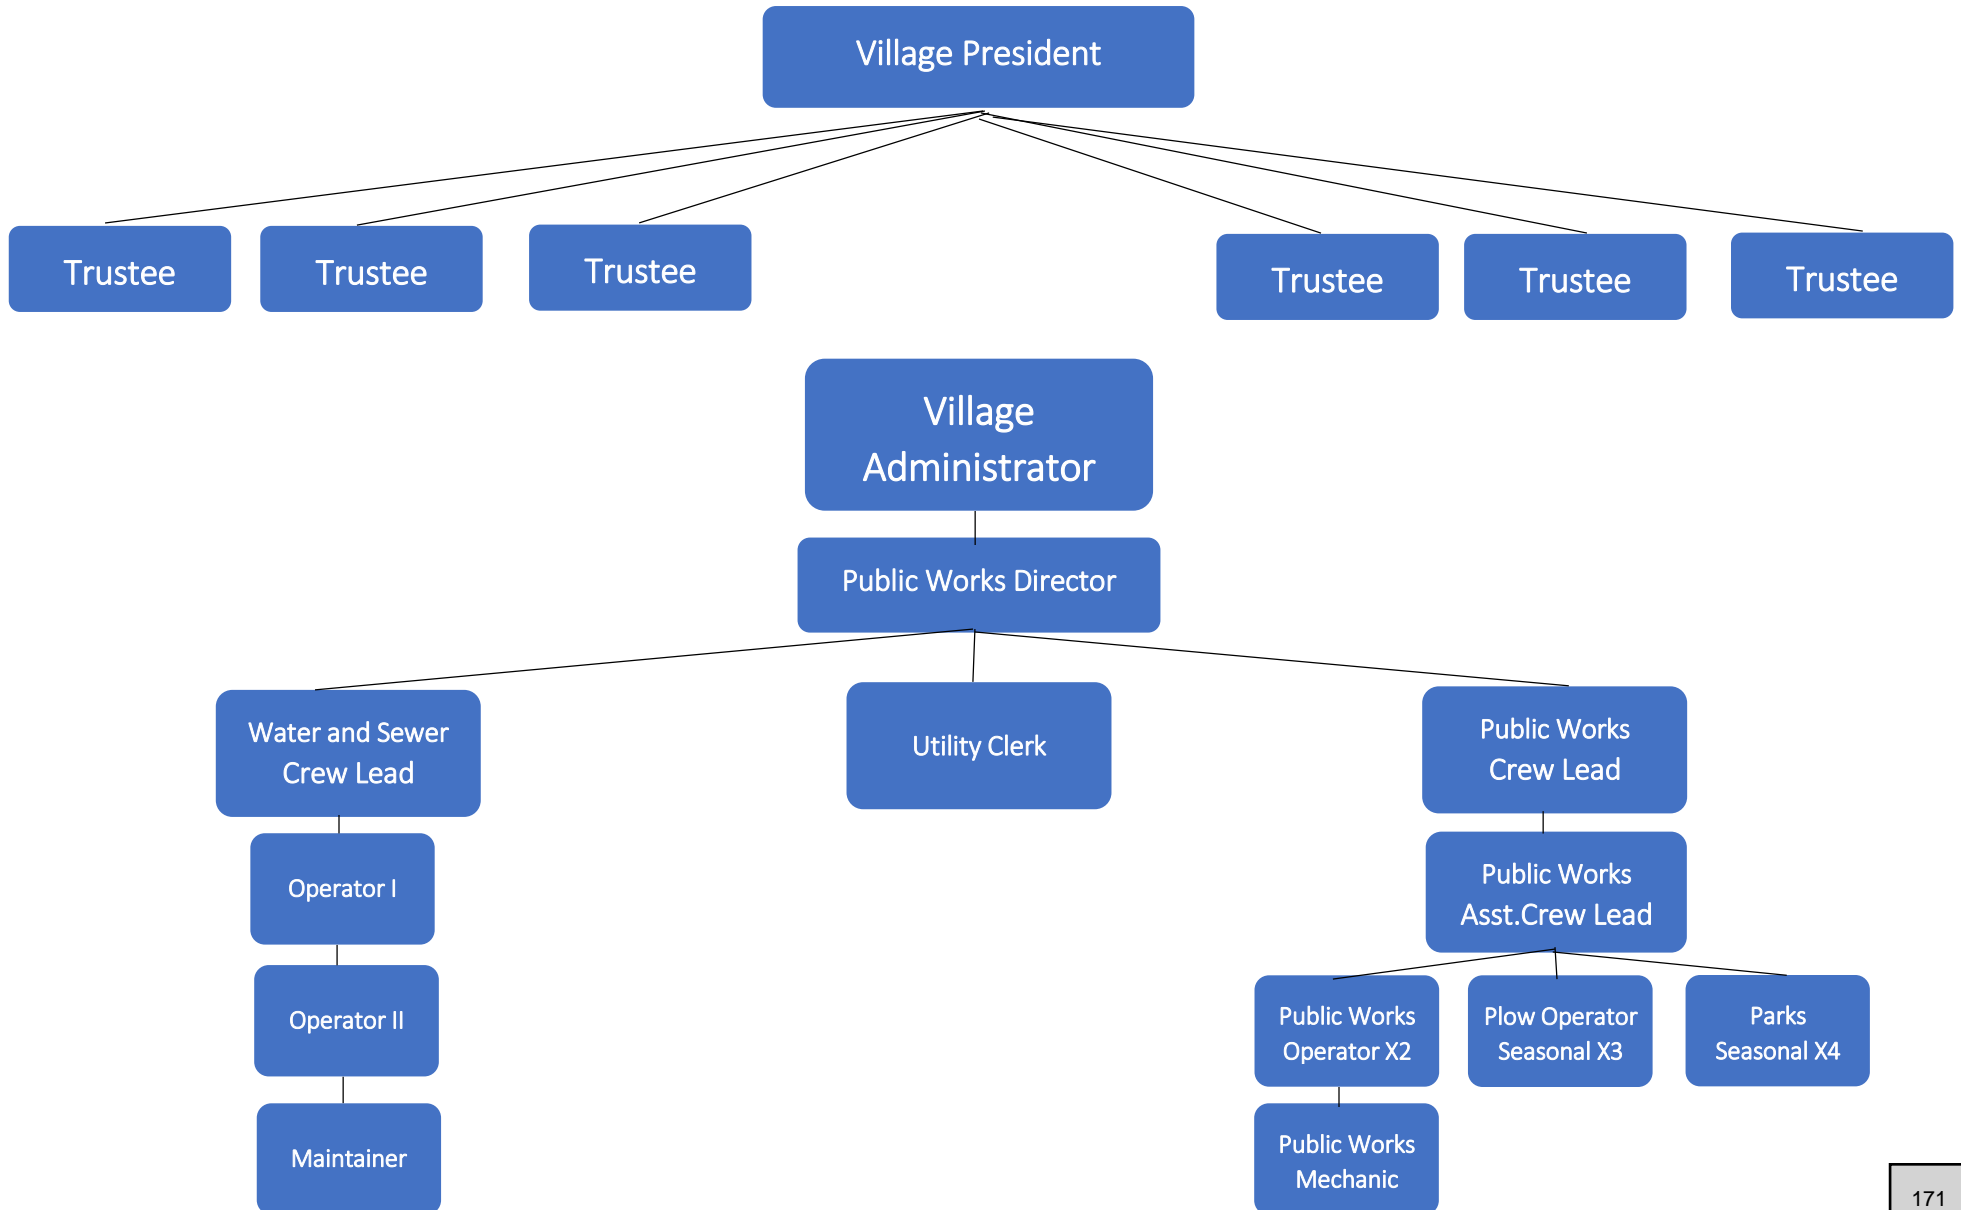 Village President
Trustee
Trustee
Trustee
Trustee
Trustee
Trustee
Village
Administrator
Public Works Director
Water and Sewer
Crew Lead
Utility Clerk
Public Works
Crew Lead
Operator I
Public Works
Asst.Crew Lead
Operator II
Public Works
Operator X2
Plow Operator
Seasonal X3
Parks
Seasonal X4
Maintainer
Public Works
Mechanic
171